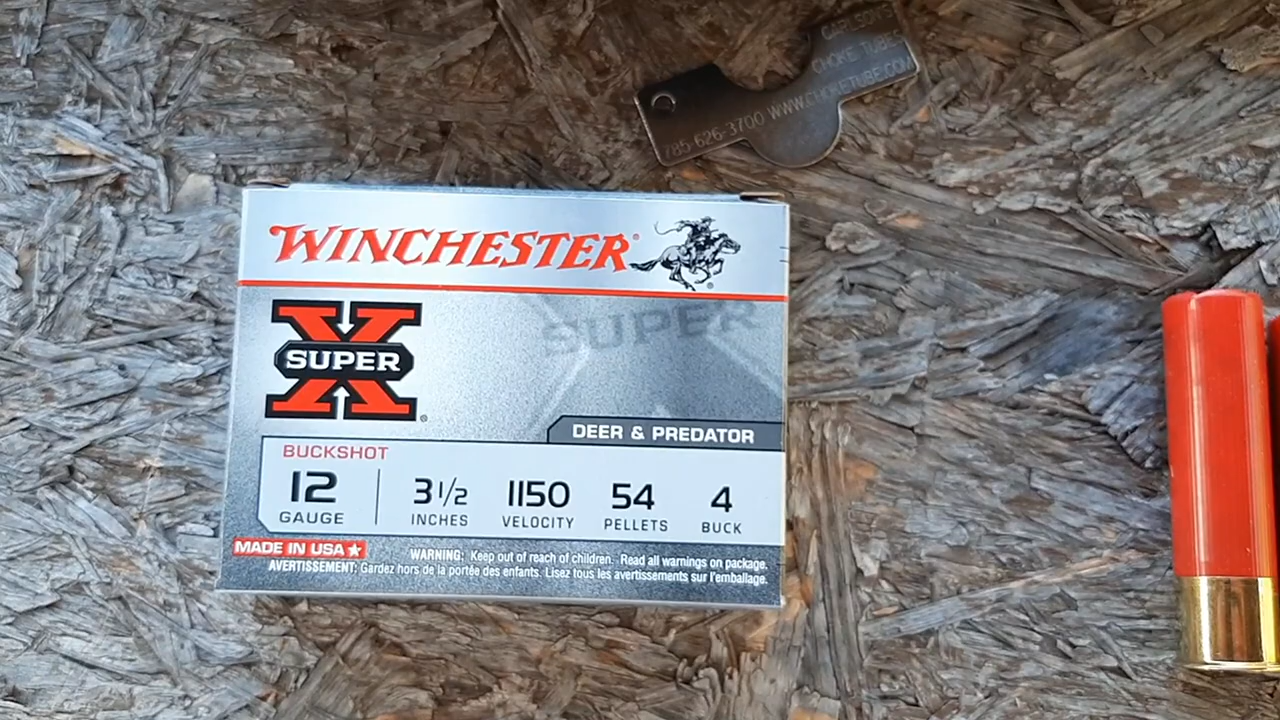 CARLSON'S
CHOKE TUBES
785-626-3700 WWW.CHOKETUBE.COM
WINCHESTER®
®
X
SUPER
®
SUPER
DEER & PREDATOR
BUCKSHOT
12 3 1/2 1150 54 4
GAUGE INCHES VELOCITY PELLETS BUCK
MADE IN USA
WARNING: Keep out of reach of children. Read all warnings on package.
AVERTISSEMENT: Gardez hors de la portée des enfants. Lisez tous les avertissements sur l'emballage.